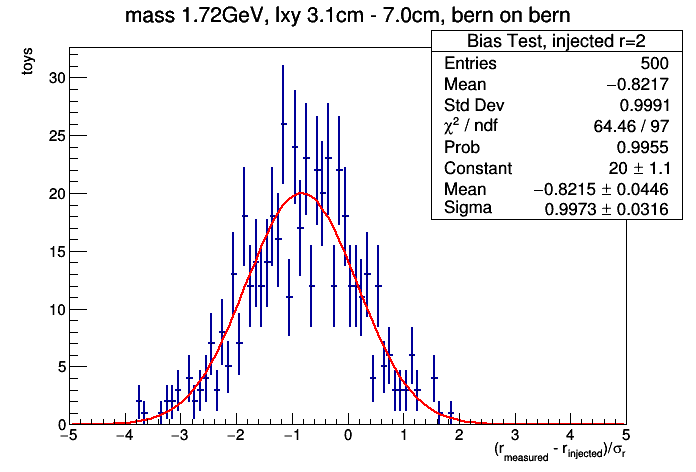 mass 1.72GeV, lxy 3.1cm - 7.0cm, bern on bern
Bias Test, injected r=2
Entries 500
Mean −0.8217
Std Dev 0.9991
χ² / ndf 64.46 / 97
Prob 0.9955
Constant 20 ± 1.1
Mean −0.8215 ± 0.0446
Sigma 0.9973 ± 0.0316
toys
30
25
20
15
10
5
0
−5 −4 −3 −2 −1 0 1 2 3 4 5
(r_measured - r_injected)/σ_r